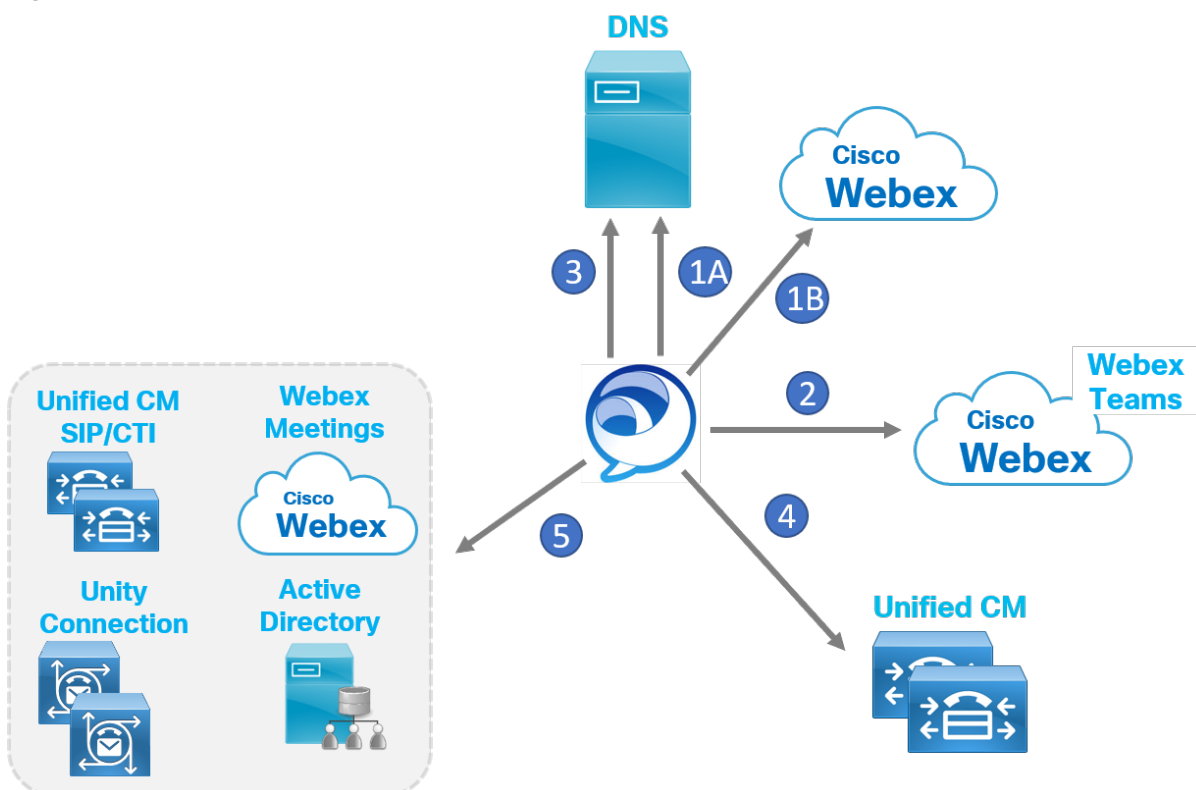 DNS
Cisco
Webex
3
1A
1B
Webex
Teams
2
Cisco
Webex
Unified CM
SIP/CTI
Webex
Meetings
Cisco
Webex
5
4
Unity
Connection
Active
Directory
Unified CM